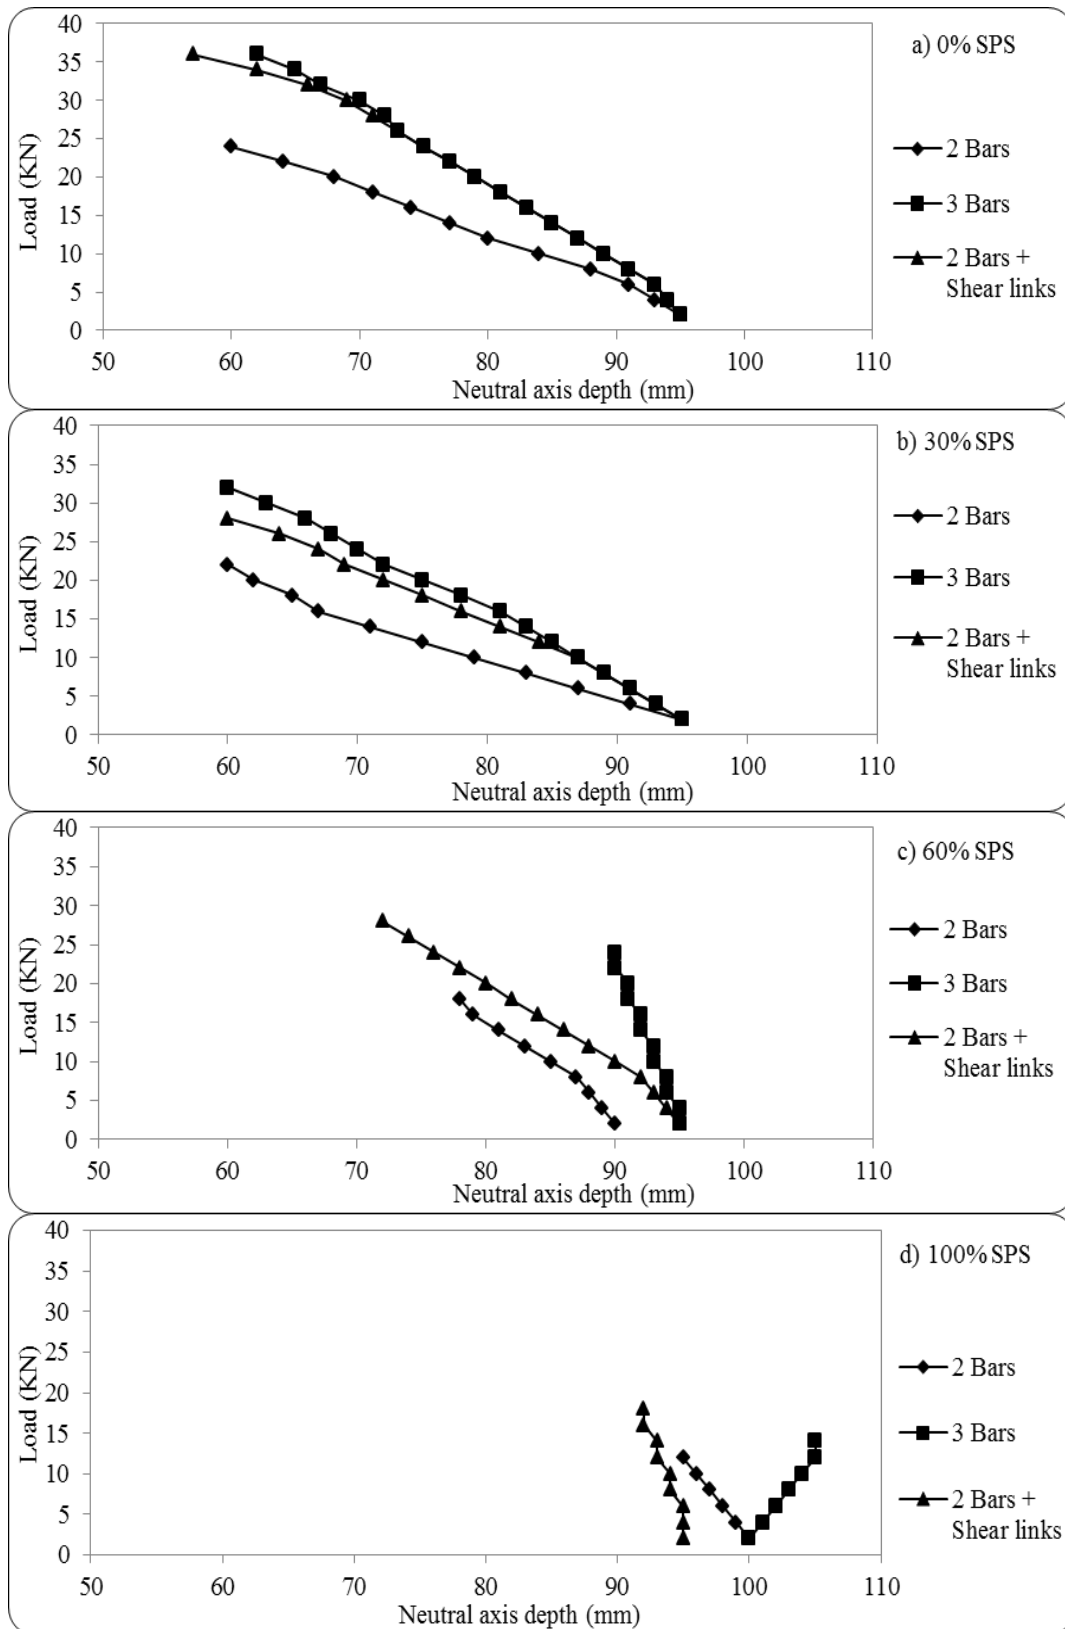 a) 0% SPS
Load (KN)
40
35
30
25
20
15
10
5
0
50 60 70 80 90 100 110
Neutral axis depth (mm)
2 Bars
3 Bars
2 Bars +
Shear links
b) 30% SPS
Load (KN)
40
35
30
25
20
15
10
5
0
50 60 70 80 90 100 110
Neutral axis depth (mm)
2 Bars
3 Bars
2 Bars +
Shear links
c) 60% SPS
Load (KN)
40
35
30
25
20
15
10
5
0
50 60 70 80 90 100 110
Neutral axis depth (mm)
2 Bars
3 Bars
2 Bars +
Shear links
d) 100% SPS
Load (KN)
40
35
30
25
20
15
10
5
0
50 60 70 80 90 100 110
Neutral axis depth (mm)
2 Bars
3 Bars
2 Bars +
Shear links